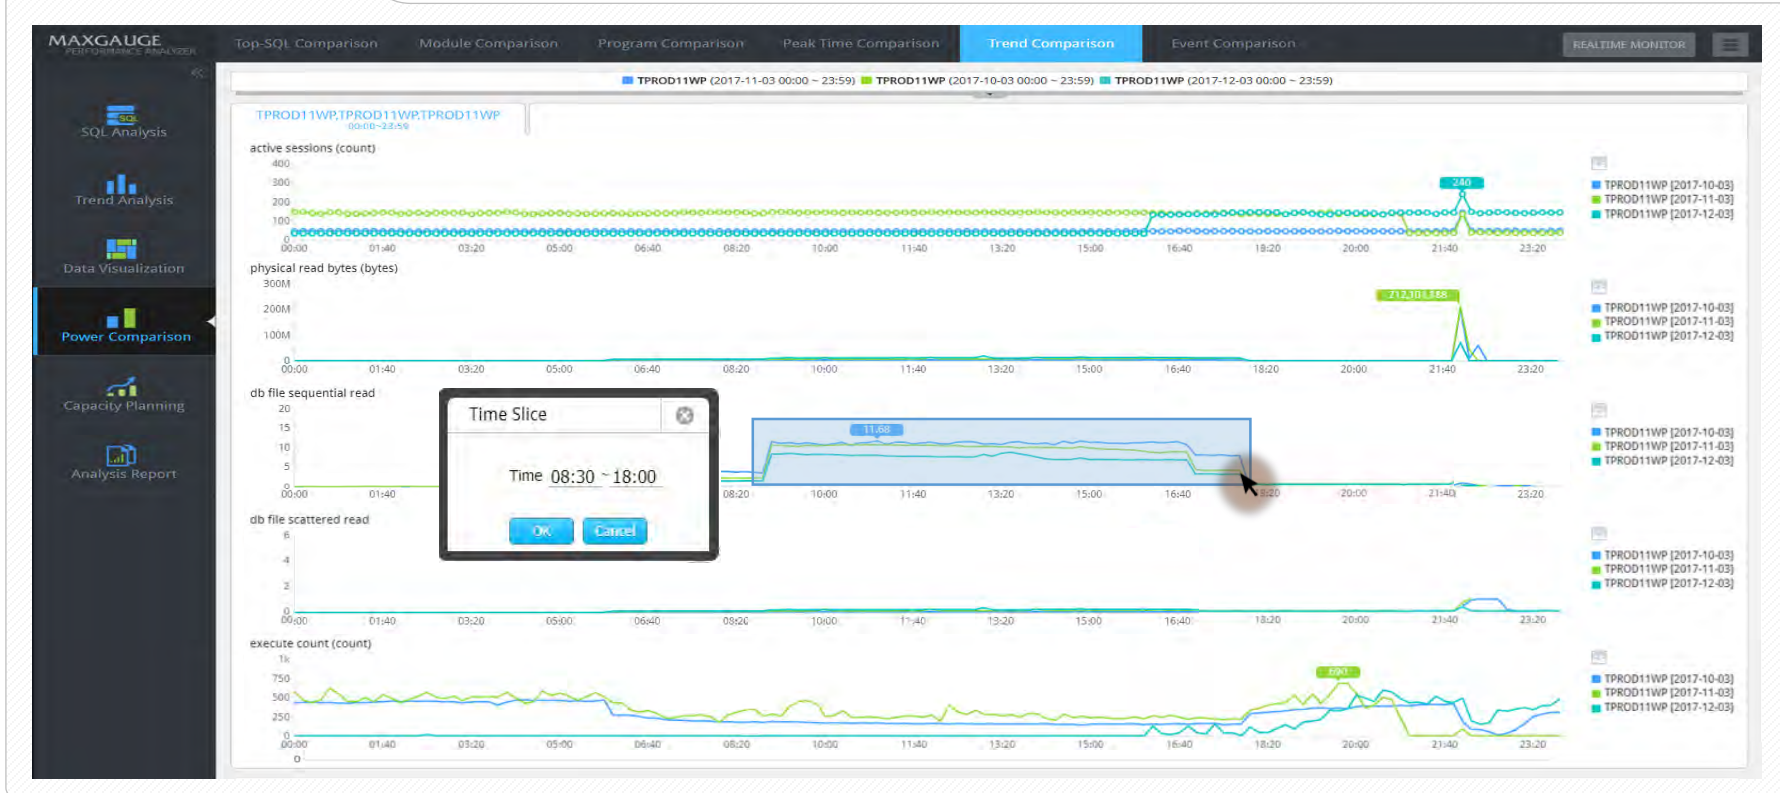 MAXGAUGE
PERFORMANCE ANALYZER
Top-SQL Comparison
Module Comparison
Program Comparison
Peak Time Comparison
Trend Comparison
Event Comparison
REALTIME MONITOR
TPROD11WP (2017-11-03 00:00 ~ 23:59) TPROD11WP (2017-10-03 00:00 ~ 23:59) TPROD11WP (2017-12-03 00:00 ~ 23:59)
SQL
SQL Analysis
Trend Analysis
Data Visualization
Power Comparison
Capacity Planning
Analysis Report
TPROD11WP,TPROD11WP,TPROD11WP
00:00~23:59
active sessions (count)
400
300
200
100
0
240
00:00 01:40 03:20 05:00 06:40 08:20 10:00 11:40 13:20 15:00 16:40 18:20 20:00 21:40 23:20
TPROD11WP [2017-10-03]
TPROD11WP [2017-11-03]
TPROD11WP [2017-12-03]
physical read bytes (bytes)
300M
200M
100M
0
00:00 01:40 03:20 05:00 06:40 08:20 10:00 11:40 13:20 15:00 16:40 18:20 20:00 21:40 23:20
TPROD11WP [2017-10-03]
TPROD11WP [2017-11-03]
TPROD11WP [2017-12-03]
db file sequential read
20
15
10
5
0
11.68
00:00 01:40 08:20 10:00 11:40 13:20 15:00 16:40 18:20 20:00 21:40 23:20
TPROD11WP [2017-10-03]
TPROD11WP [2017-11-03]
TPROD11WP [2017-12-03]
Time Slice
Time 08:30 ~ 18:00
OK
Cancel
db file scattered read
6
4
2
0
00:00 01:40 03:20 05:00 06:40 08:20 10:00 11:40 13:20 15:00 16:40 18:20 20:00 21:40 23:20
TPROD11WP [2017-10-03]
TPROD11WP [2017-11-03]
TPROD11WP [2017-12-03]
execute count (count)
1k
750
500
250
0
690
00:00 01:40 03:20 05:00 06:40 08:20 10:00 11:40 13:20 15:00 16:40 18:20 20:00 21:40 23:20
0
TPROD11WP [2017-10-03]
TPROD11WP [2017-11-03]
TPROD11WP [2017-12-03]